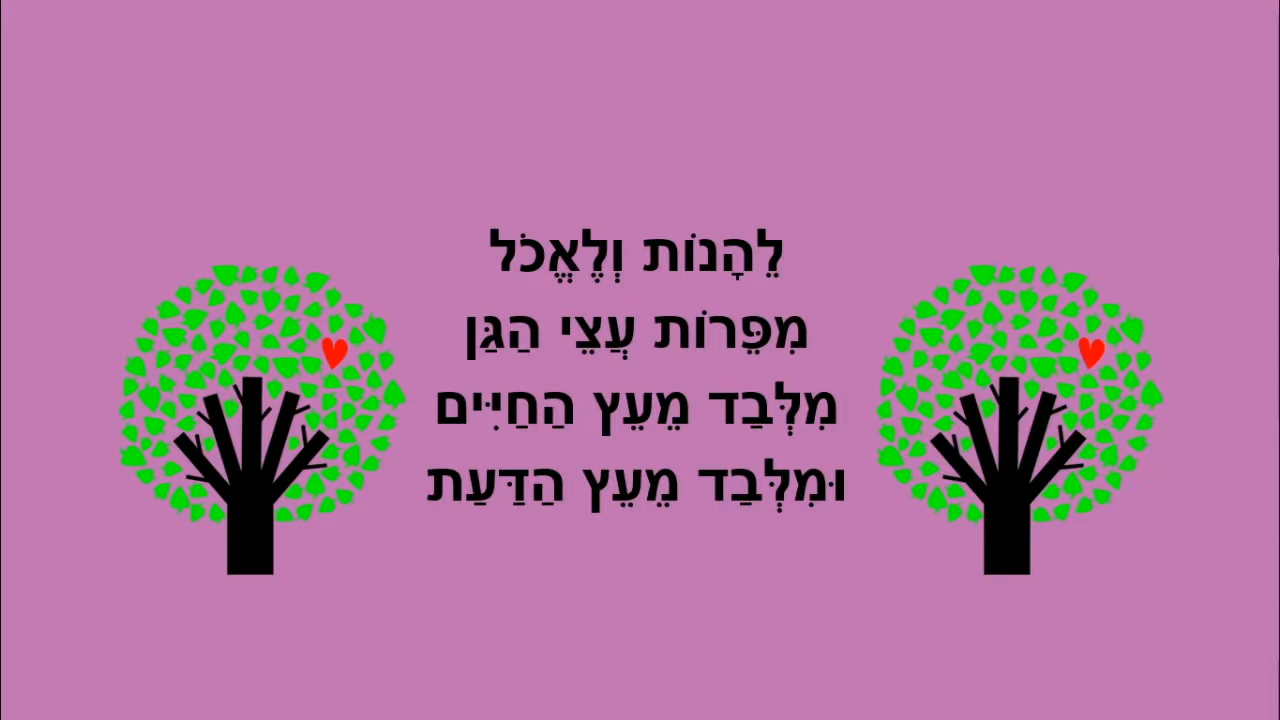 לֵהָנוֹת וְלֶאֱכֹל
מִפֵּרוֹת עֲצֵי הַגַּן
מִלְּבַד מֵעֵץ הַחַיִּים
וּמִלְּבַד מֵעֵץ הַדַּעַת